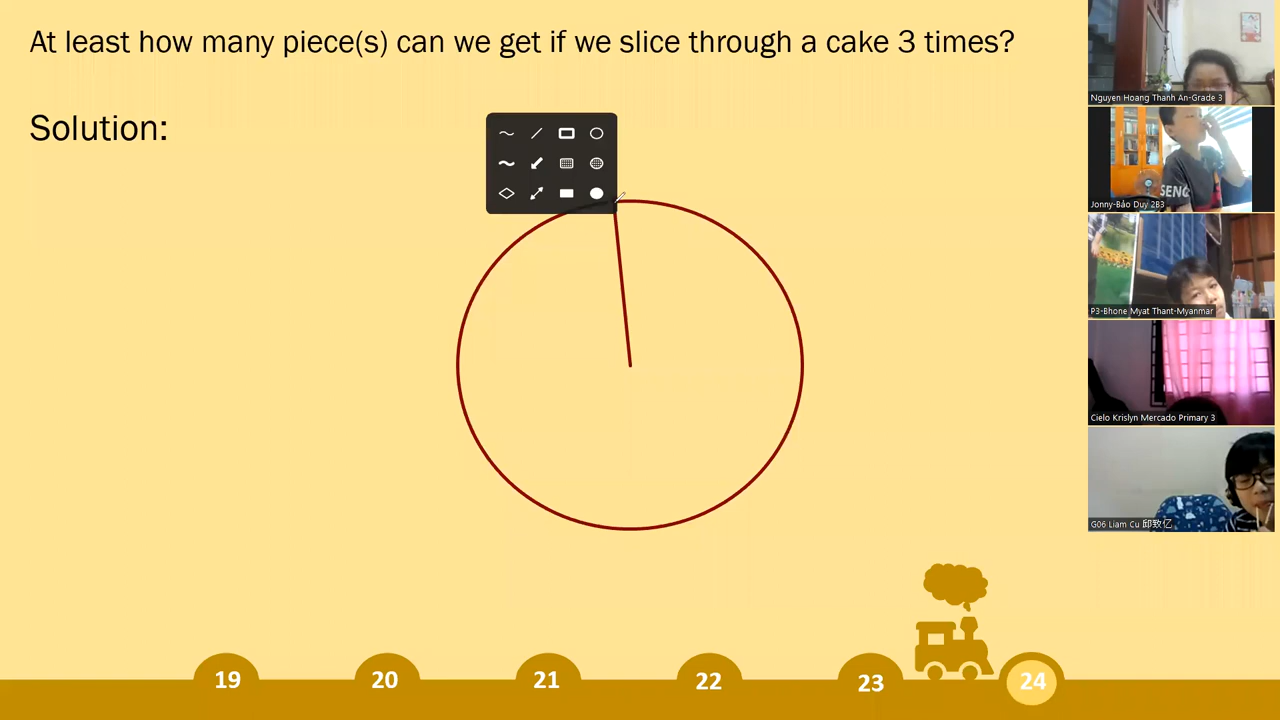 At least how many piece(s) can we get if we slice through a cake 3 times?
Solution:
Nguyen Hoang Thanh An-Grade 3
Jonny-Bảo Duy 2B3
SENG
P3-Bhone Myat Thant-Myanmar
Cielo Krislyn Mercado Primary 3
G06 Liam Cu 邱致亿
19 20 21 22 23 24